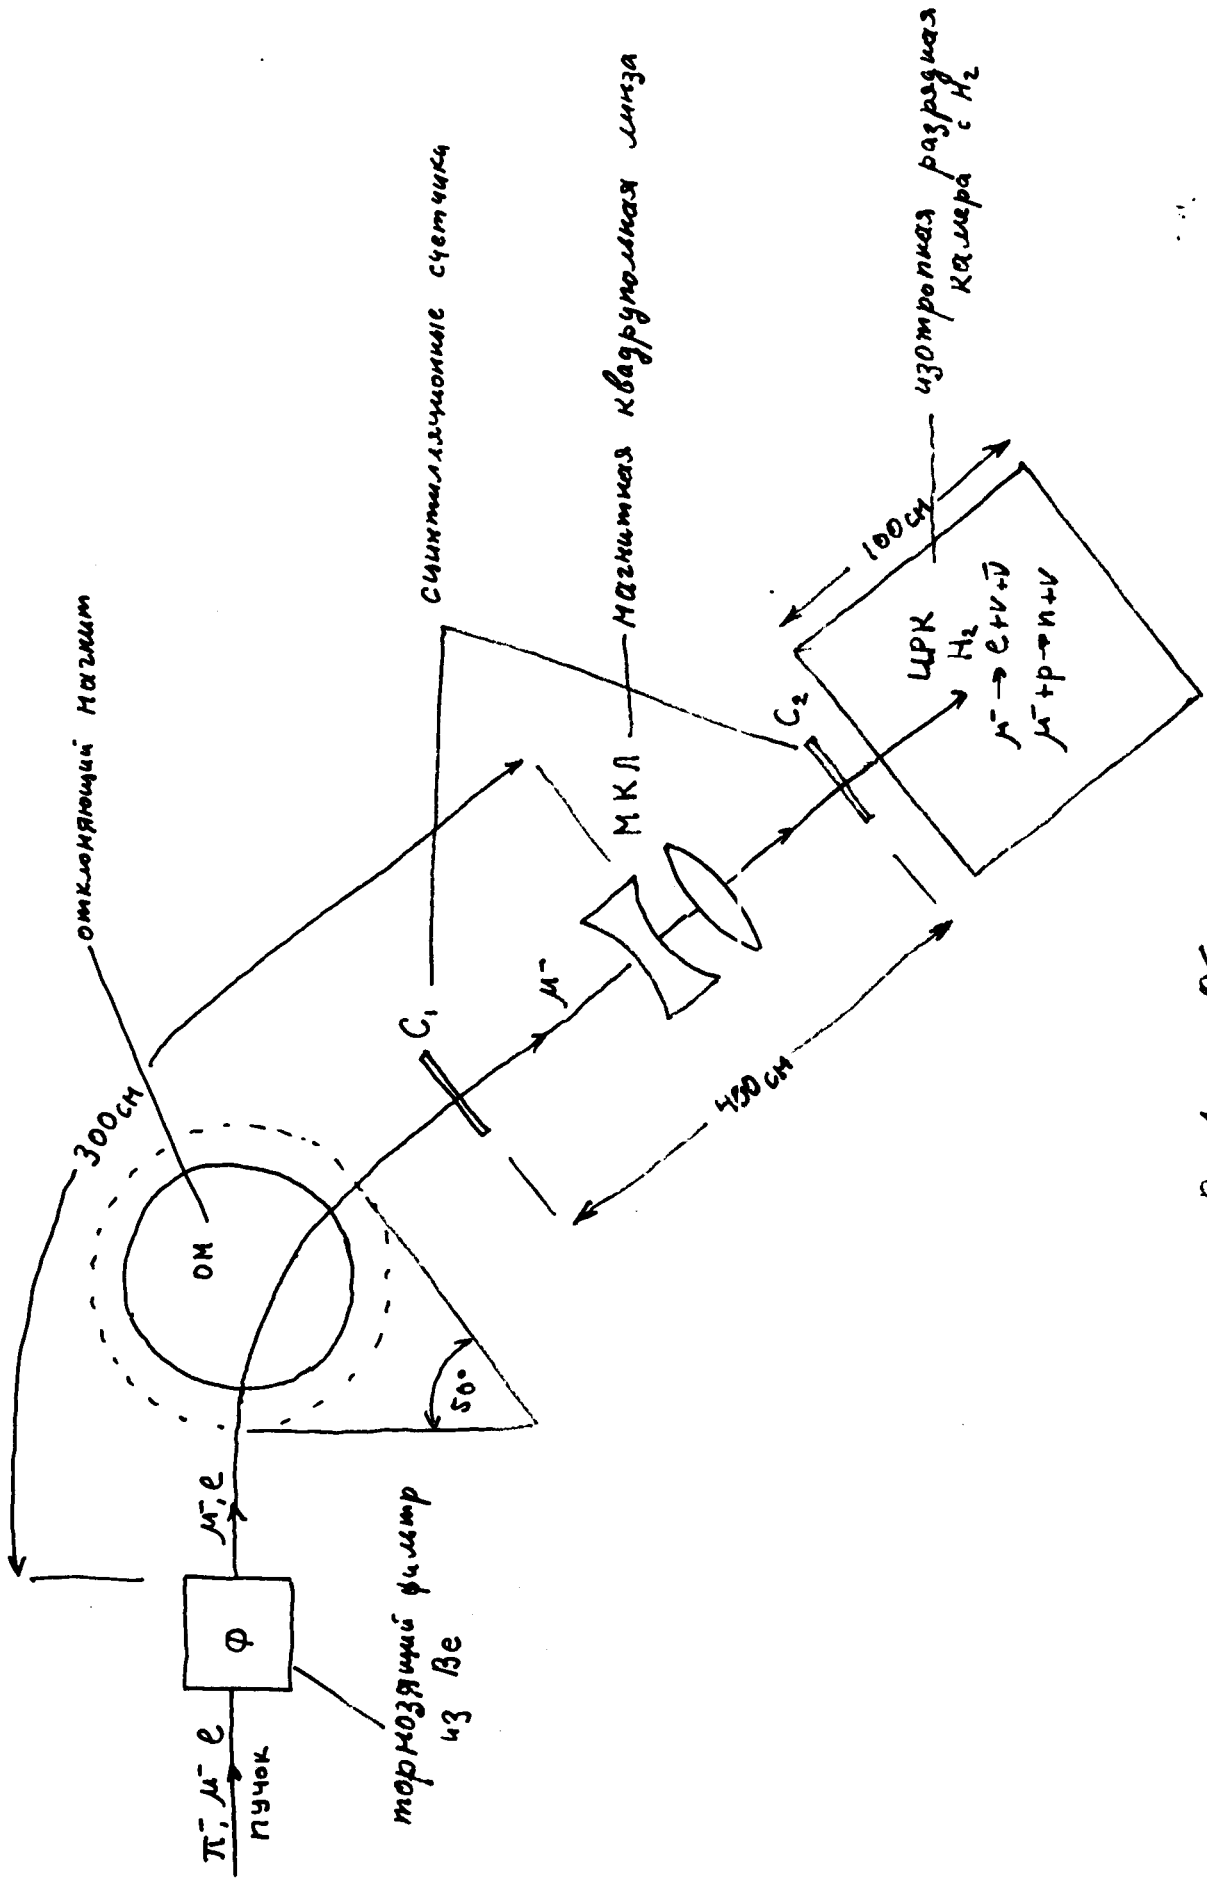 π⁻, μ⁻ e
пучок
Ф
тормозящий фильтр
из Be
μ⁻, e
300см
ОМ
отклоняющий магнит
50°
C₁
сцинтилляционные счетчики
μ⁻
МКЛ
магнитная квадрупольная линза
450см
C₂
100см
ИРК
H₂
μ⁻ → e+ν+ν̄
μ⁻+p → n+ν
изотропная разрядная
камера с H₂